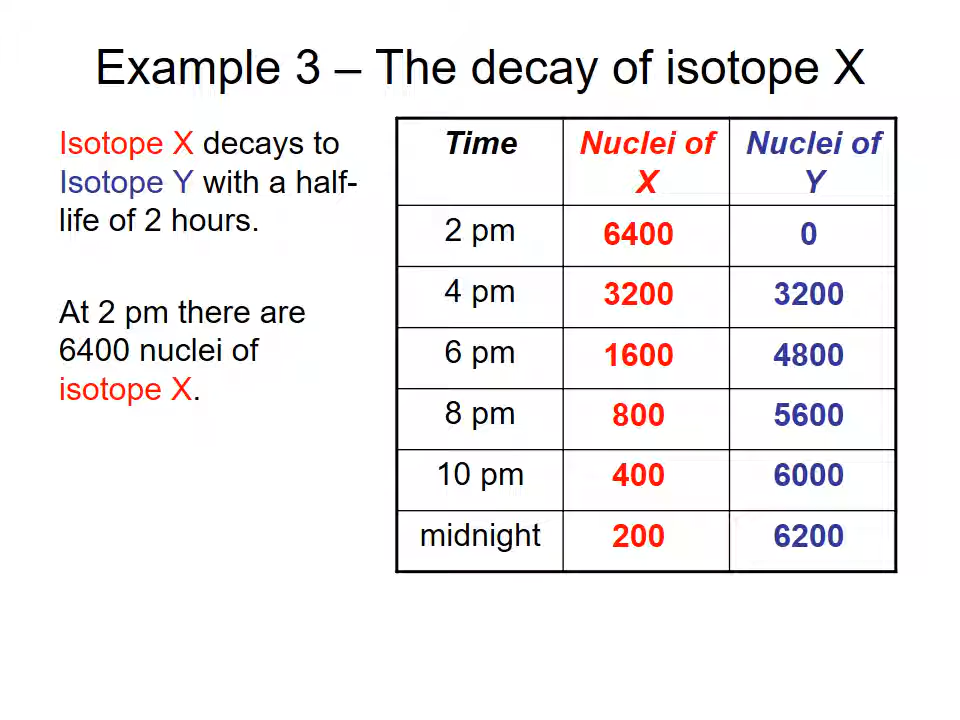 Example 3 – The decay of isotope X
Isotope X decays to
Isotope Y with a half-
life of 2 hours.
At 2 pm there are
6400 nuclei of
isotope X.
Time Nuclei of X Nuclei of Y
2 pm 6400 0
4 pm 3200 3200
6 pm 1600 4800
8 pm 800 5600
10 pm 400 6000
midnight 200 6200